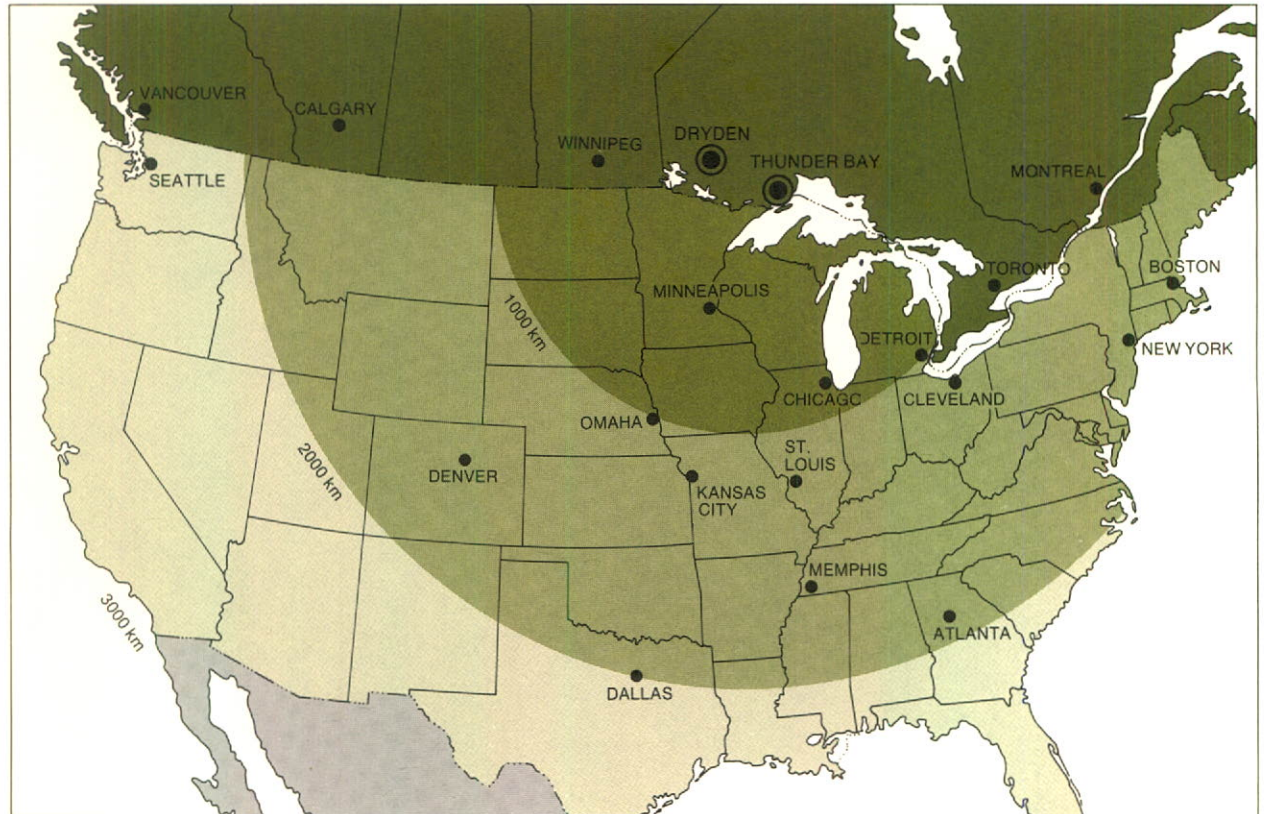 VANCOUVER
CALGARY
WINNIPEG
DRYDEN
THUNDER BAY
MONTREAL
SEATTLE
TORONTO
BOSTON
MINNEAPOLIS
1000 km
DETROIT
NEW YORK
CHICAGO
CLEVELAND
OMAHA
ST.
LOUIS
2000 km
DENVER
KANSAS
CITY
MEMPHIS
3000 km
ATLANTA
DALLAS